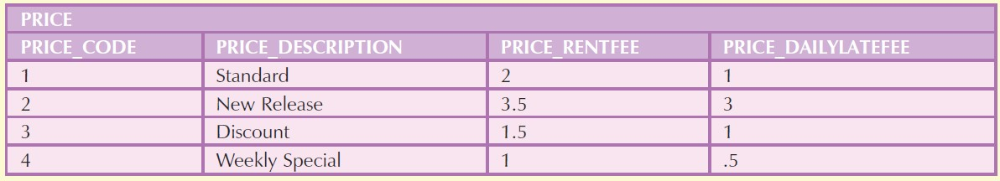 PRICE
PRICE_CODE PRICE_DESCRIPTION PRICE_RENTFEE PRICE_DAILYLATEFEE
1 Standard 2 1
2 New Release 3.5 3
3 Discount 1.5 1
4 Weekly Special 1 .5